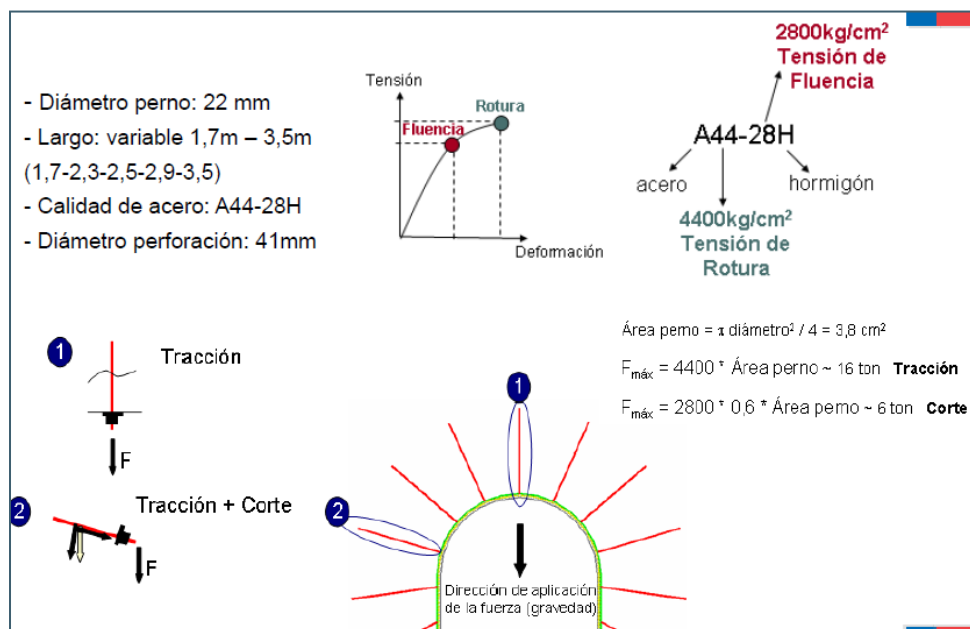 - Diámetro perno: 22 mm
- Largo: variable 1,7m – 3,5m
(1,7-2,3-2,5-2,9-3,5)
- Calidad de acero: A44-28H
- Diámetro perforación: 41mm
Tensión
Rotura
Fluencia
Deformación
2800kg/cm²
Tensión de
Fluencia
A44-28H
acero
hormigón
4400kg/cm²
Tensión de
Rotura
Área perno = π diámetro² / 4 = 3,8 cm²
Fmáx = 4400 * Área perno ~ 16 ton Tracción
Fmáx = 2800 * 0,6 * Área perno ~ 6 ton Corte
1
Tracción
F
2
Tracción + Corte
F
1
2
Dirección de aplicación
de la fuerza (gravedad)